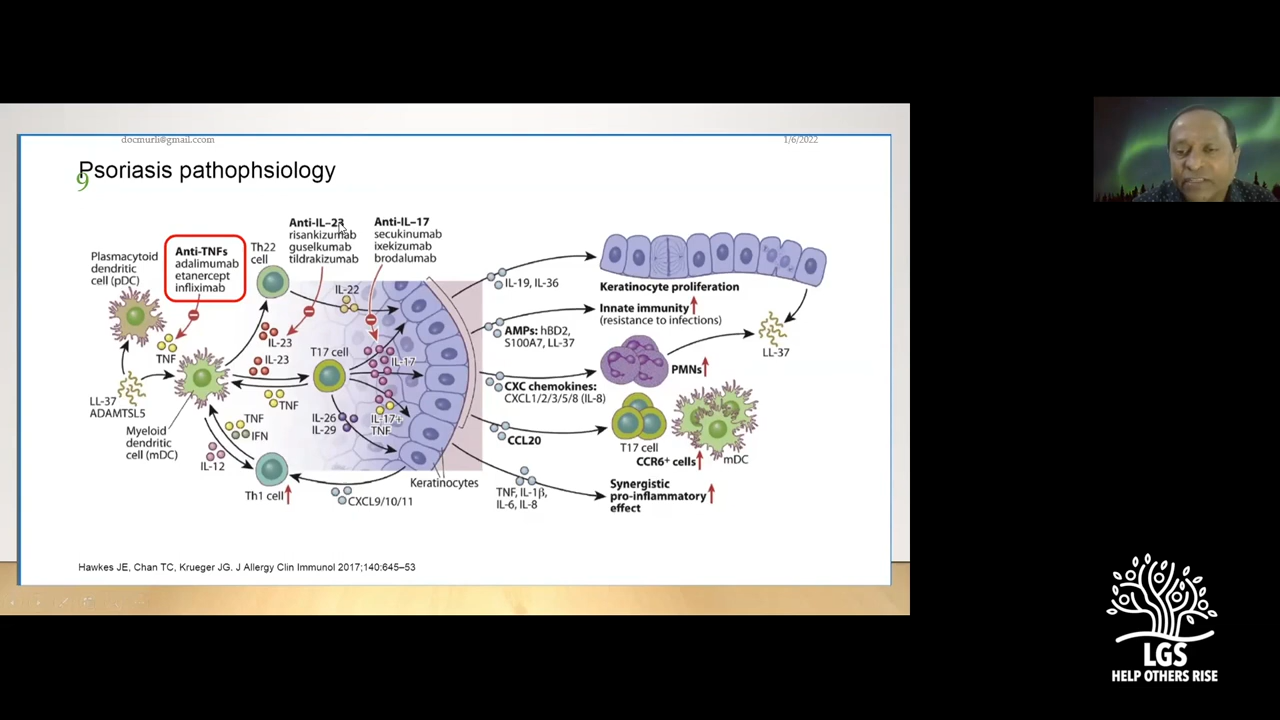 docmurli@gmail.ccom
1/6/2022
Psoriasis pathophsiology
9
Plasmacytoid
dendritic
cell (pDC)
Anti-TNFs
adalimumab
etanercept
infliximab
Th22
cell
Anti-IL-23
risankizumab
guselkumab
tildrakizumab
Anti-IL-17
secukinumab
ixekizumab
brodalumab
IL-22
TNF
IL-23
IL-23
T17 cell
IL-17
TNF
LL-37
ADAMTSL5
Myeloid
dendritic
cell (mDC)
TNF
IFN
IL-12
IL-26
IL-29
IL-17+
TNF
Th1 cell
CXCL9/10/11
Keratinocytes
IL-19, IL-36
AMPs: hBD2,
S100A7, LL-37
CXC chemokines:
CXCL1/2/3/5/8 (IL-8)
CCL20
TNF, IL-1β,
IL-6, IL-8
Keratinocyte proliferation
Innate immunity
(resistance to infections)
LL-37
PMNs
T17 cell
CCR6+ cells
mDC
Synergistic
pro-inflammatory
effect
Hawkes JE, Chan TC, Krueger JG. J Allergy Clin Immunol 2017;140:645–53
LGS
HELP OTHERS RISE